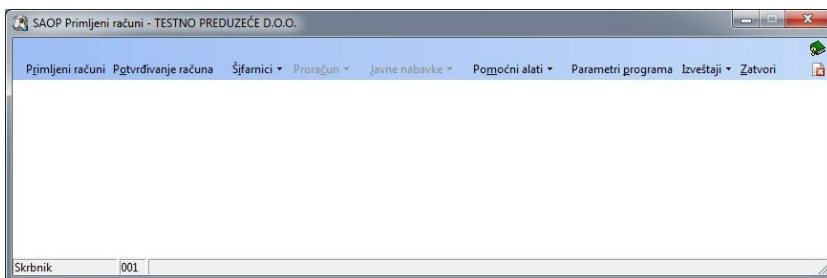 SAOP Primljeni računi - TESTNO PREDUZEĆE D.O.O.
Primljeni računi Potvrđivanje računa Šifarnici Proračun Javne nabavke Pomoćni alati Parametri programa Izveštaji Zatvori
Skrbnik 001